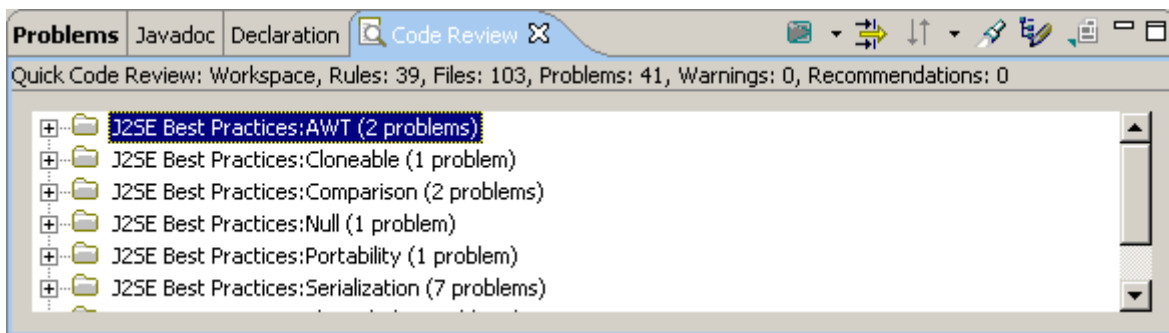 Problems Javadoc Declaration Code Review
Quick Code Review: Workspace, Rules: 39, Files: 103, Problems: 41, Warnings: 0, Recommendations: 0
J2SE Best Practices:AWT (2 problems)
J2SE Best Practices:Cloneable (1 problem)
J2SE Best Practices:Comparison (2 problems)
J2SE Best Practices:Null (1 problem)
J2SE Best Practices:Portability (1 problem)
J2SE Best Practices:Serialization (7 problems)